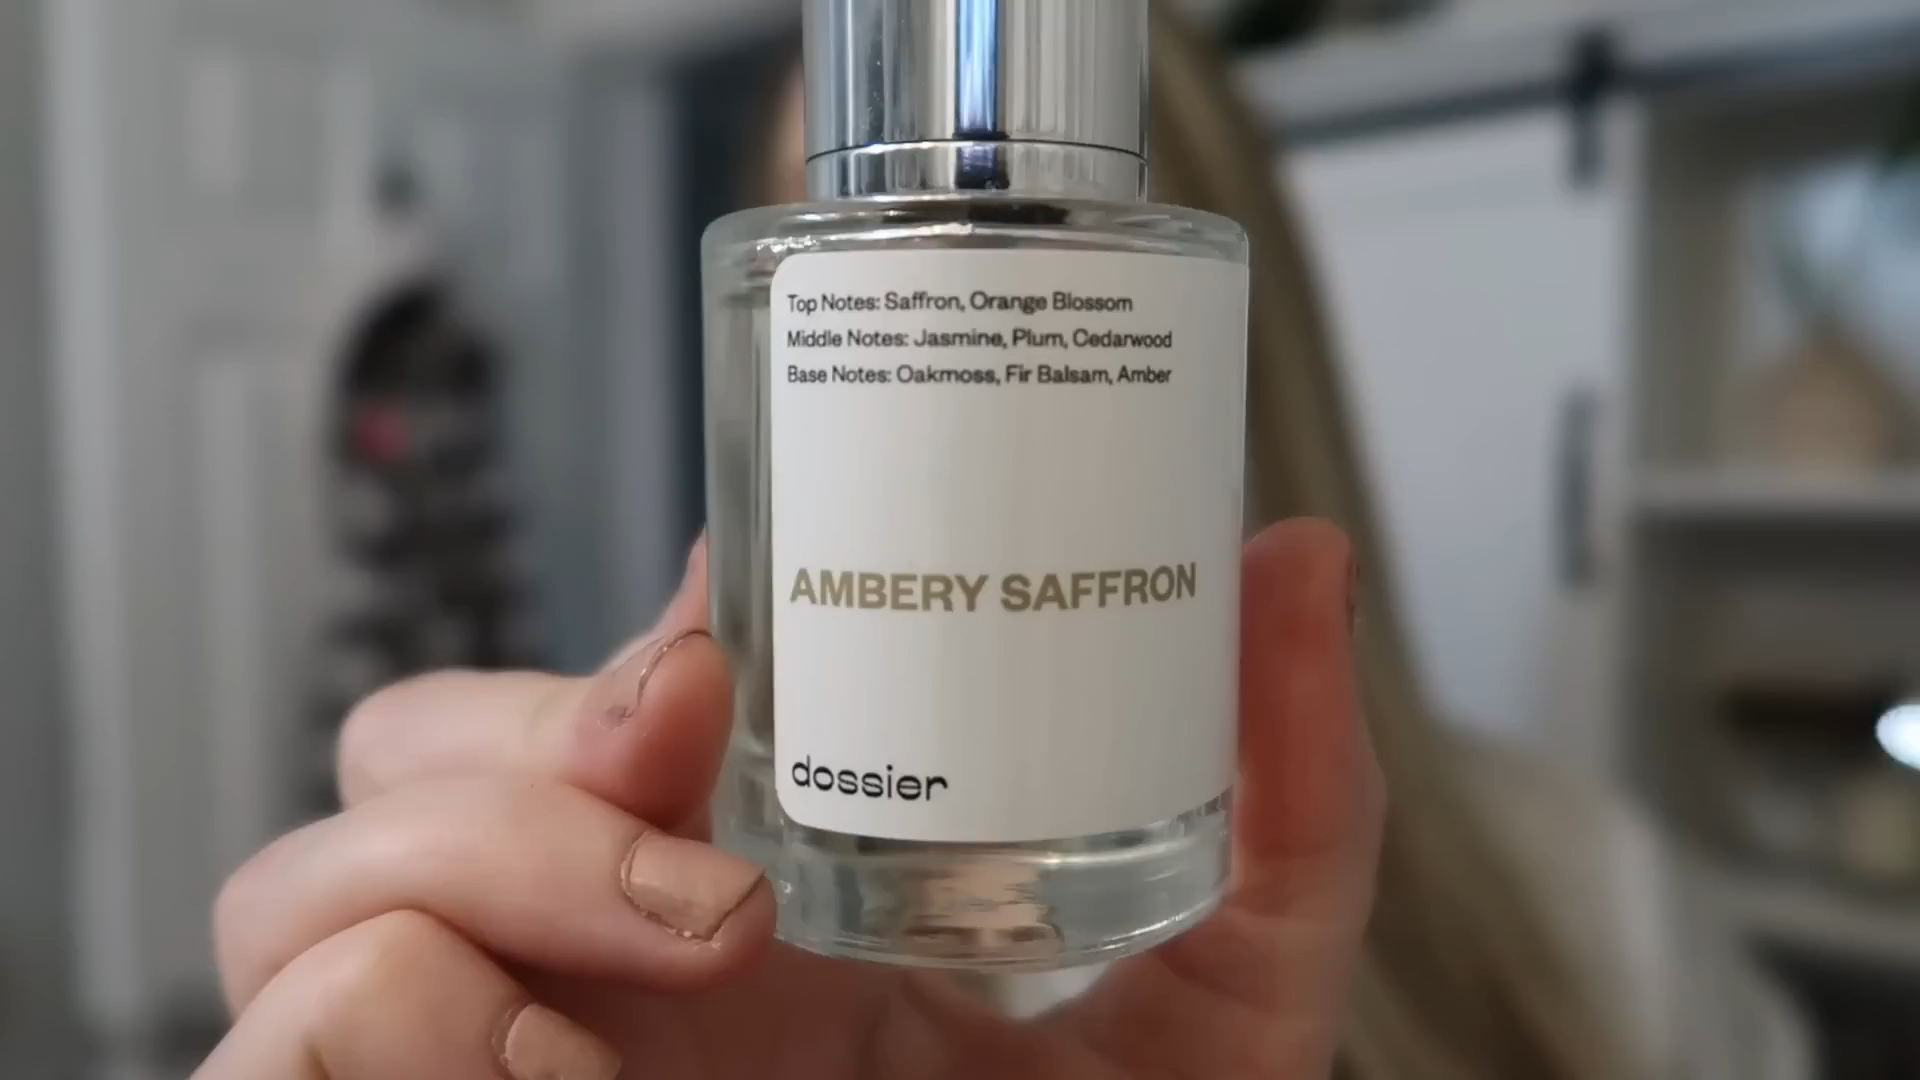 Top Notes: Saffron, Orange Blossom
Middle Notes: Jasmine, Plum, Cedarwood
Base Notes: Oakmoss, Fir Balsam, Amber
AMBERY SAFFRON
dossier